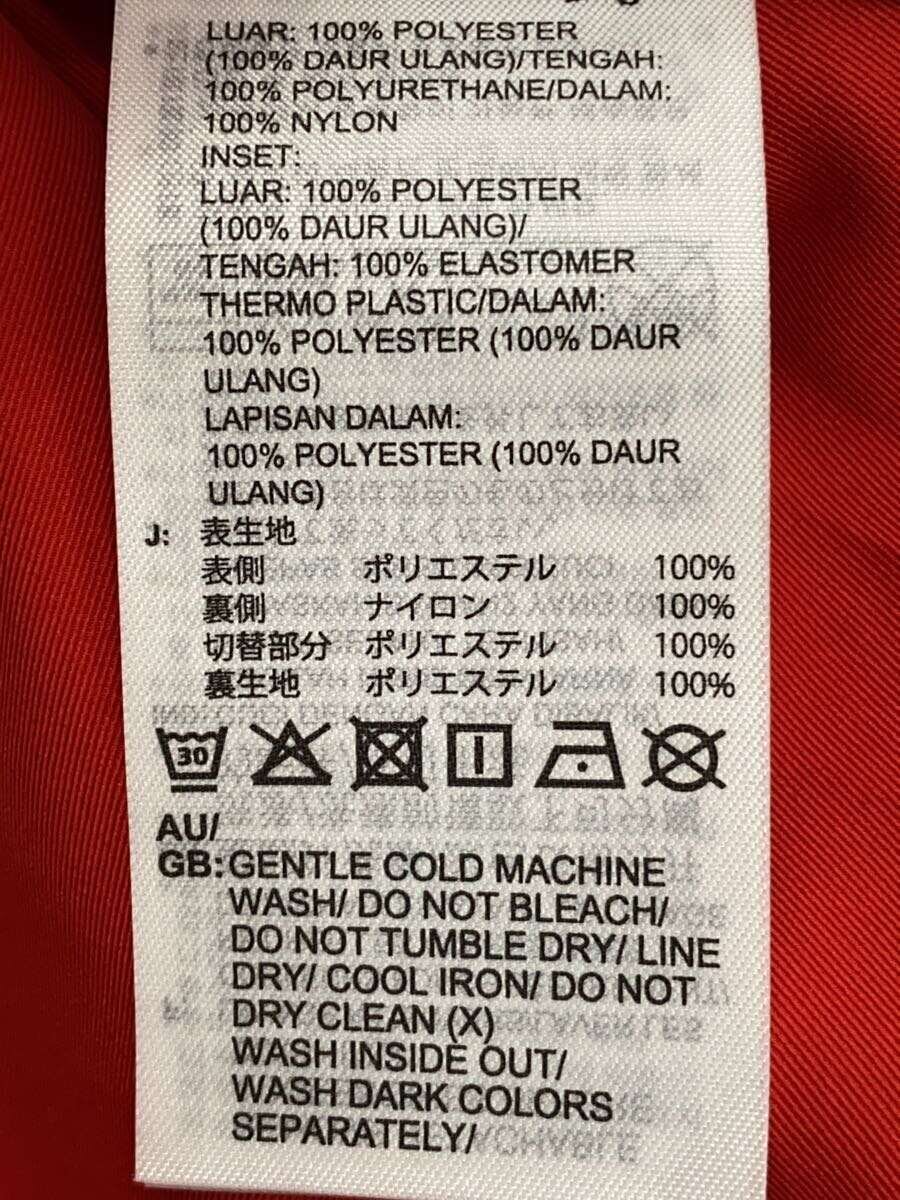 LUAR: 100% POLYESTER
(100% DAUR ULANG)/TENGAH:
100% POLYURETHANE/DALAM:
100% NYLON
INSET:
LUAR: 100% POLYESTER
(100% DAUR ULANG)/
TENGAH: 100% ELASTOMER
THERMO PLASTIC/DALAM:
100% POLYESTER (100% DAUR
ULANG)
LAPISAN DALAM:
100% POLYESTER (100% DAUR
ULANG)
J: 表生地
表側 ポリエステル 100%
裏側 ナイロン 100%
切替部分 ポリエステル 100%
裏生地 ポリエステル 100%
30
AU/
GB: GENTLE COLD MACHINE
WASH/ DO NOT BLEACH/
DO NOT TUMBLE DRY/ LINE
DRY/ COOL IRON/ DO NOT
DRY CLEAN (X)
WASH INSIDE OUT/
WASH DARK COLORS
SEPARATELY/